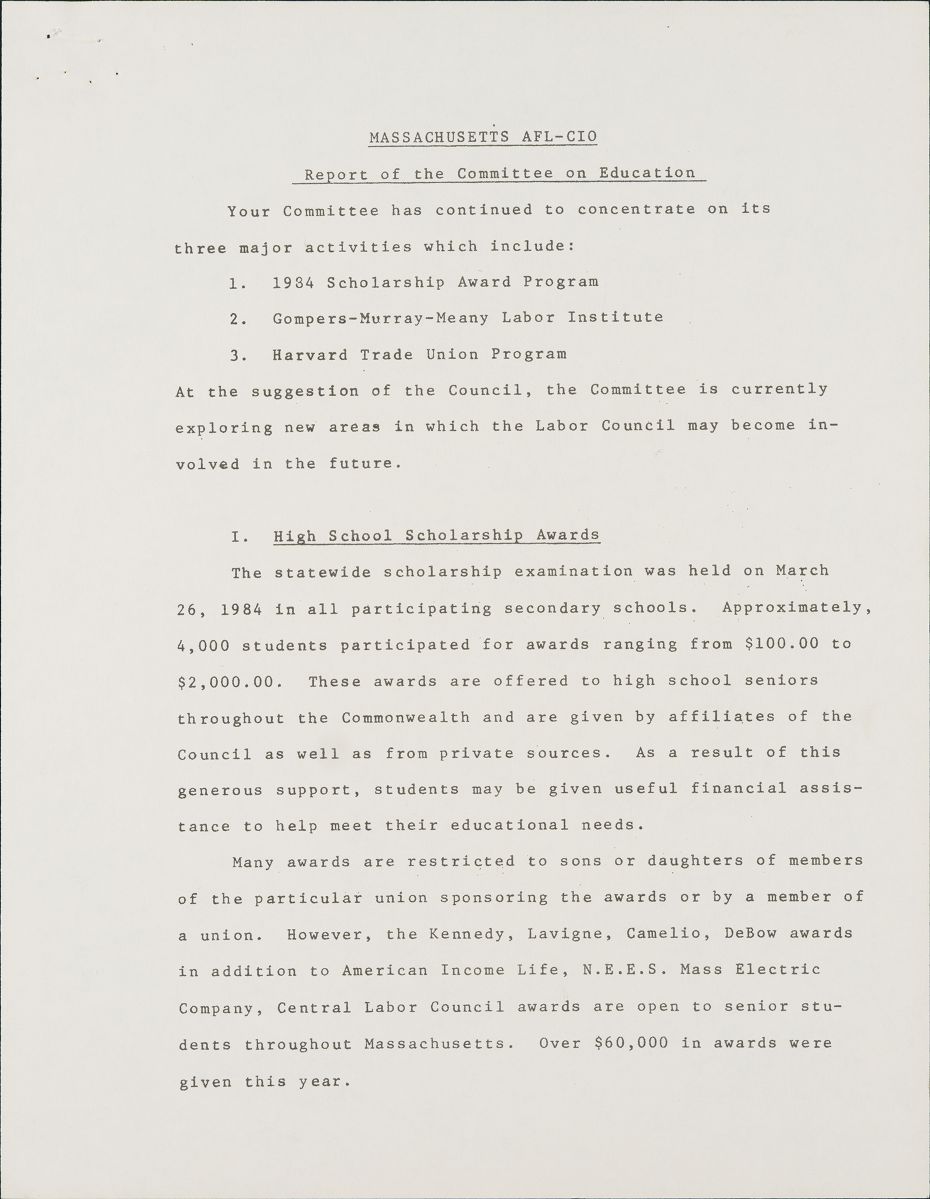 MASSACHUSETTS AFL-CIO
Report of the Committee on Education
Your Committee has continued to concentrate on its
three major activities which include:
1. 1984 Scholarship Award Program
2. Gompers-Murray-Meany Labor Institute
3. Harvard Trade Union Program
At the suggestion of the Council, the Committee is currently
exploring new areas in which the Labor Council may become in-
volved in the future.
I. High School Scholarship Awards
The statewide scholarship examination was held on March
26, 1984 in all participating secondary schools. Approximately,
4,000 students participated for awards ranging from $100.00 to
$2,000.00. These awards are offered to high school seniors
throughout the Commonwealth and are given by affiliates of the
Council as well as from private sources. As a result of this
generous support, students may be given useful financial assis-
tance to help meet their educational needs.
Many awards are restricted to sons or daughters of members
of the particular union sponsoring the awards or by a member of
a union. However, the Kennedy, Lavigne, Camelio, DeBow awards
in addition to American Income Life, N.E.E.S. Mass Electric
Company, Central Labor Council awards are open to senior stu-
dents throughout Massachusetts. Over $60,000 in awards were
given this year.